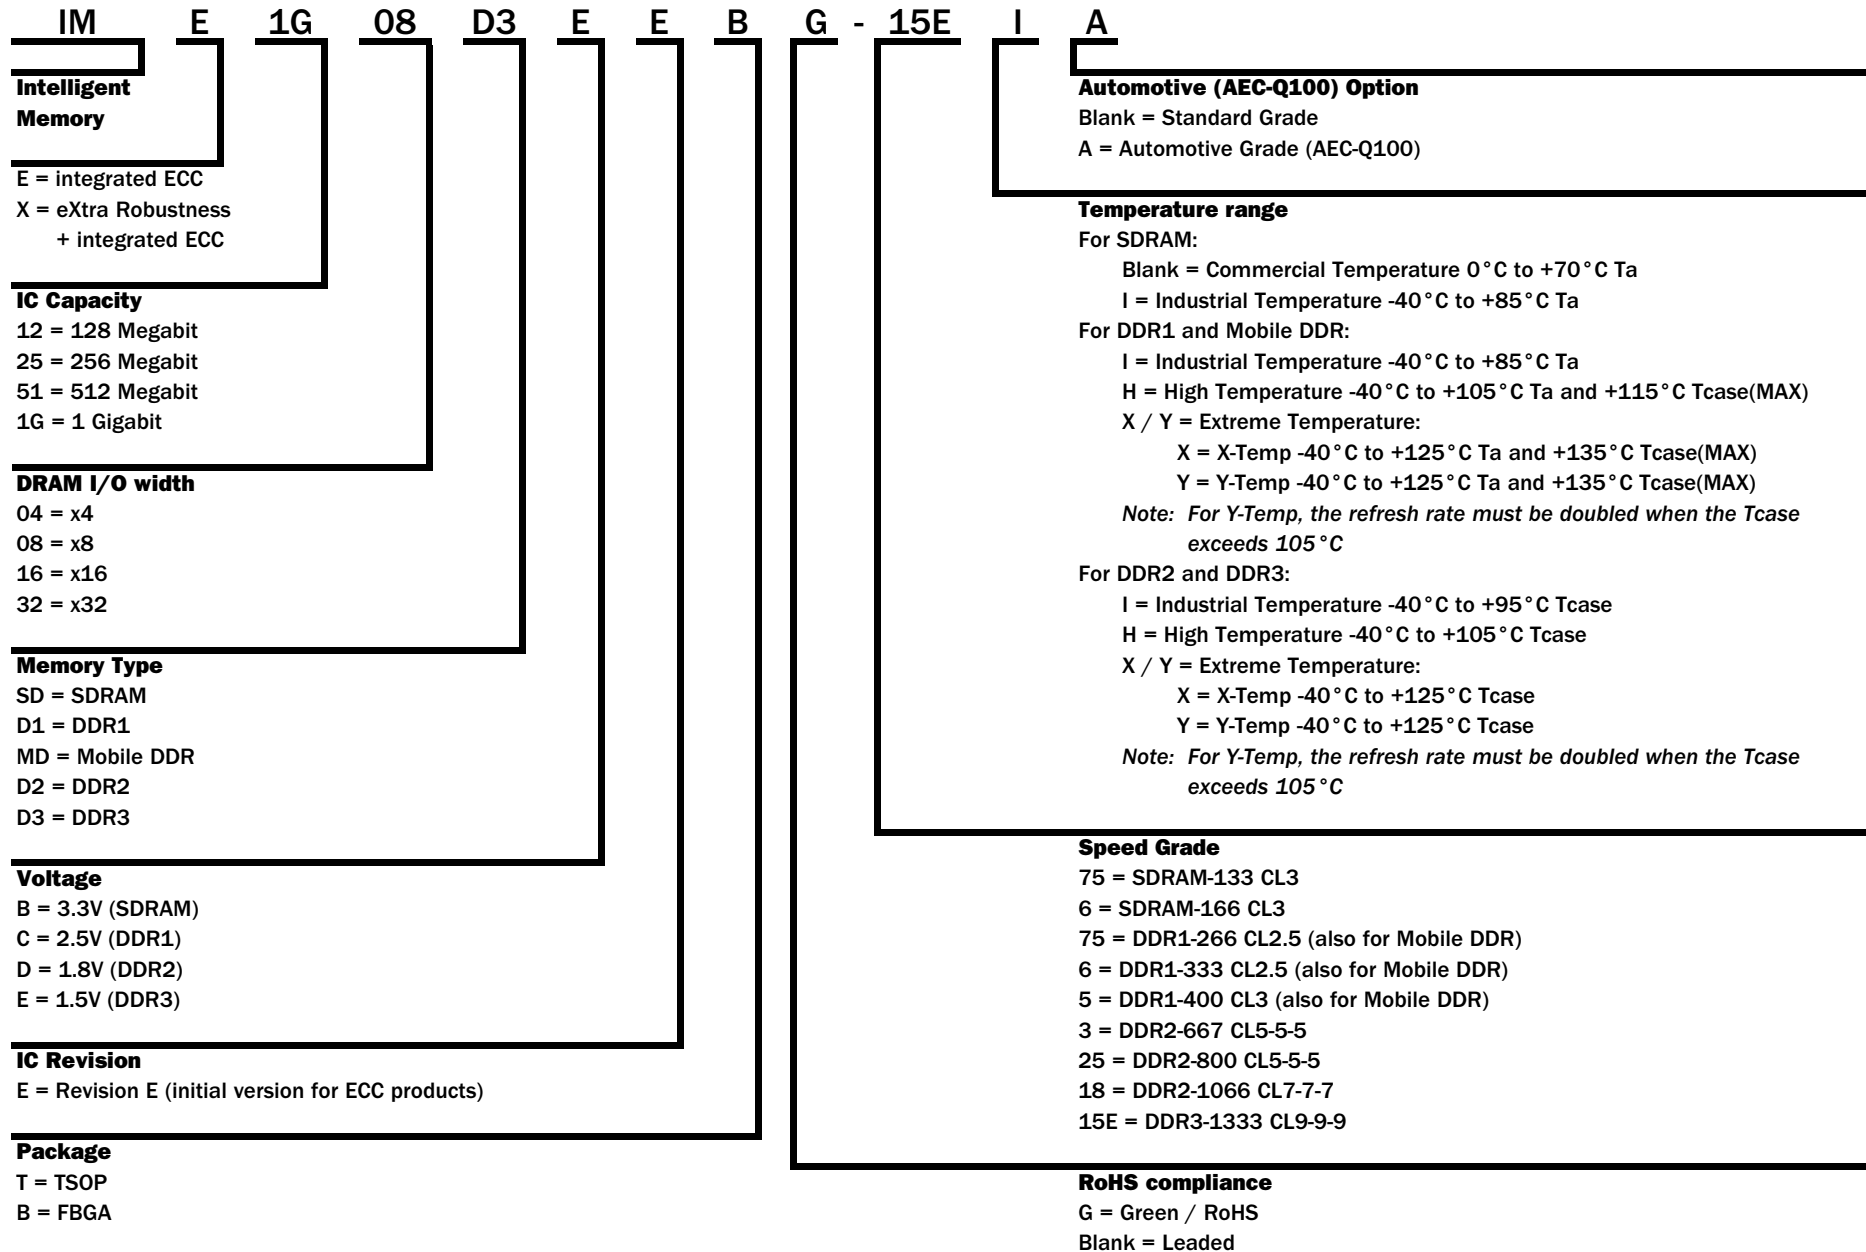 IM E 1G 08 D3 E E B G - 15E I A
Intelligent
Memory
E = integrated ECC
X = eXtra Robustness
+ integrated ECC
IC Capacity
12 = 128 Megabit
25 = 256 Megabit
51 = 512 Megabit
1G = 1 Gigabit
DRAM I/O width
04 = x4
08 = x8
16 = x16
32 = x32
Memory Type
SD = SDRAM
D1 = DDR1
MD = Mobile DDR
D2 = DDR2
D3 = DDR3
Voltage
B = 3.3V (SDRAM)
C = 2.5V (DDR1)
D = 1.8V (DDR2)
E = 1.5V (DDR3)
IC Revision
E = Revision E (initial version for ECC products)
Package
T = TSOP
B = FBGA
Automotive (AEC-Q100) Option
Blank = Standard Grade
A = Automotive Grade (AEC-Q100)
Temperature range
For SDRAM:
Blank = Commercial Temperature 0°C to +70°C Ta
I = Industrial Temperature -40°C to +85°C Ta
For DDR1 and Mobile DDR:
I = Industrial Temperature -40°C to +85°C Ta
H = High Temperature -40°C to +105°C Ta and +115°C Tcase(MAX)
X / Y = Extreme Temperature:
X = X-Temp -40°C to +125°C Ta and +135°C Tcase(MAX)
Y = Y-Temp -40°C to +125°C Ta and +135°C Tcase(MAX)
Note: For Y-Temp, the refresh rate must be doubled when the Tcase
exceeds 105°C
For DDR2 and DDR3:
I = Industrial Temperature -40°C to +95°C Tcase
H = High Temperature -40°C to +105°C Tcase
X / Y = Extreme Temperature:
X = X-Temp -40°C to +125°C Tcase
Y = Y-Temp -40°C to +125°C Tcase
Note: For Y-Temp, the refresh rate must be doubled when the Tcase
exceeds 105°C
Speed Grade
75 = SDRAM-133 CL3
6 = SDRAM-166 CL3
75 = DDR1-266 CL2.5 (also for Mobile DDR)
6 = DDR1-333 CL2.5 (also for Mobile DDR)
5 = DDR1-400 CL3 (also for Mobile DDR)
3 = DDR2-667 CL5-5-5
25 = DDR2-800 CL5-5-5
18 = DDR2-1066 CL7-7-7
15E = DDR3-1333 CL9-9-9
RoHS compliance
G = Green / RoHS
Blank = Leaded